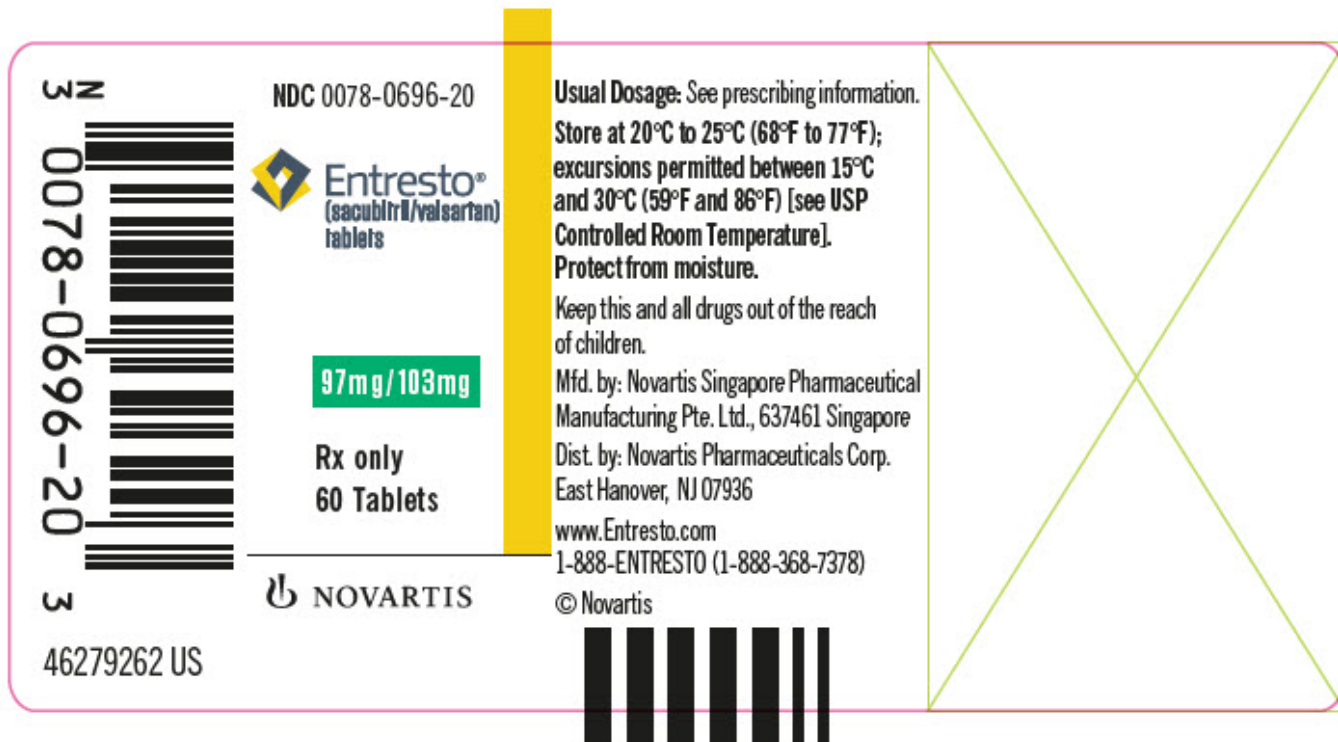 N
3 0078-0696-20 3
46279262 US
NDC 0078-0696-20
Entresto®
(sacubitril/valsartan)
tablets
97mg/103mg
Rx only
60 Tablets
NOVARTIS
Usual Dosage: See prescribing information.
Store at 20°C to 25°C (68°F to 77°F);
excursions permitted between 15°C
and 30°C (59°F and 86°F) [see USP
Controlled Room Temperature].
Protect from moisture.
Keep this and all drugs out of the reach
of children.
Mfd. by: Novartis Singapore Pharmaceutical
Manufacturing Pte. Ltd., 637461 Singapore
Dist. by: Novartis Pharmaceuticals Corp.
East Hanover, NJ 07936
www.Entresto.com
1-888-ENTRESTO (1-888-368-7378)
© Novartis